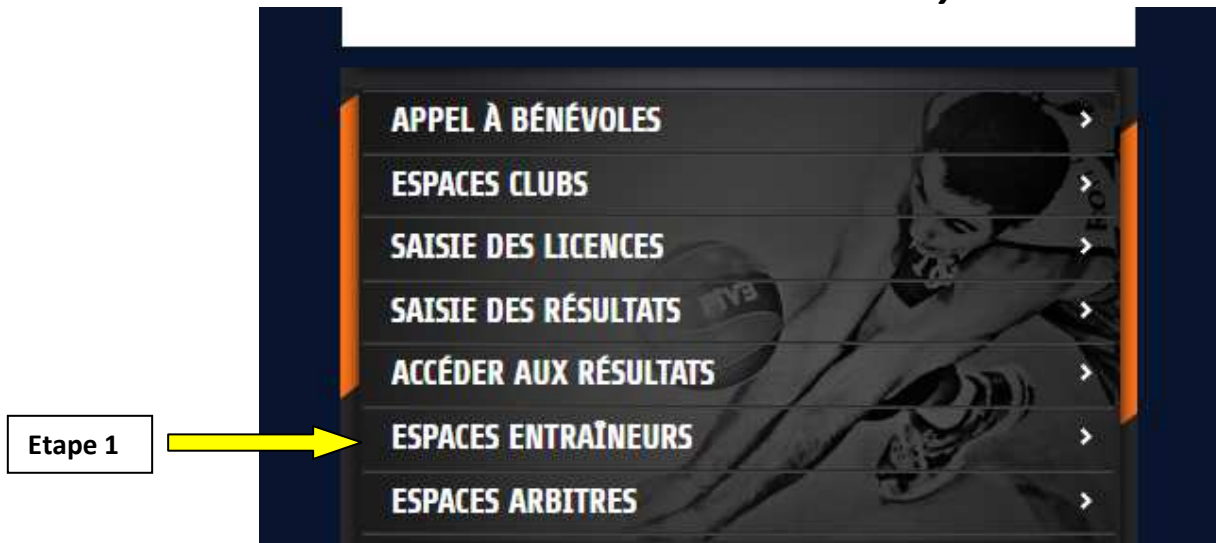 APPEL À BÉNÉVOLES
ESPACES CLUBS
SAISIE DES LICENCES
SAISIE DES RÉSULTATS
ACCÉDER AUX RÉSULTATS
Etape 1
ESPACES ENTRAÎNEURS
ESPACES ARBITRES